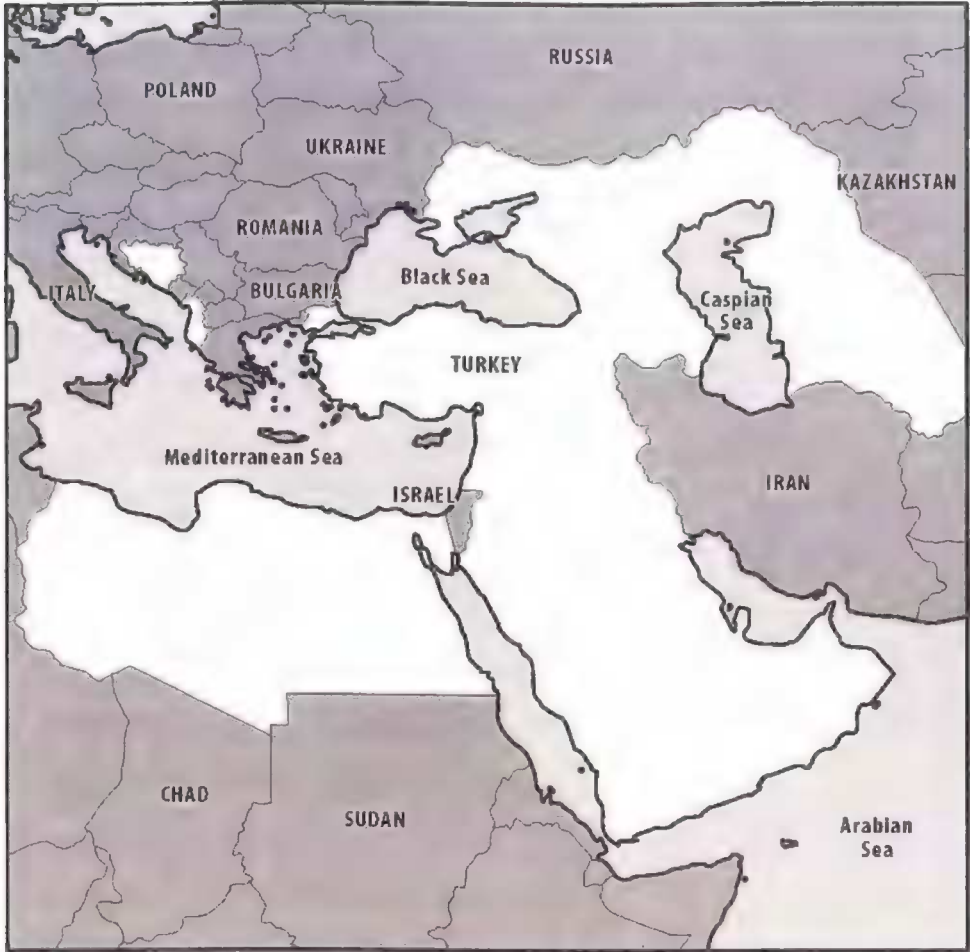 RUSSIA
POLAND
UKRAINE
KAZAKHSTAN
ROMANIA
Black Sea
ITALY
BULGARIA
Caspian
Sea
TURKEY
Mediterranean Sea
ISRAEL
IRAN
CHAD
SUDAN
Arabian
Sea